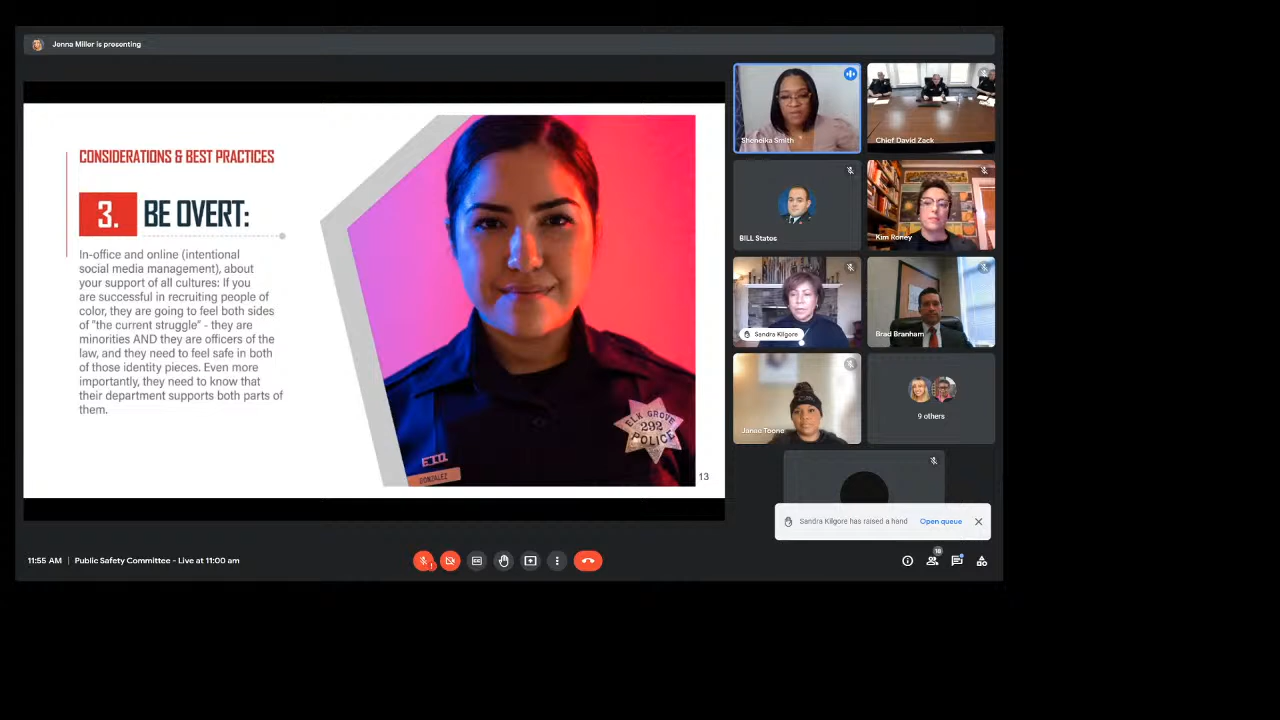 Jenna Miller is presenting
CONSIDERATIONS & BEST PRACTICES
3. BE OVERT:
In-office and online (intentional
social media management), about
your support of all cultures: If you
are successful in recruiting people of
color, they are going to feel both sides
of "the current struggle" - they are
minorities AND they are officers of the
law, and they need to feel safe in both
of those identity pieces. Even more
importantly, they need to know that
their department supports both parts of
them.
ELK GROVE
292
POLICE
GONZALEZ
13
Sheneika Smith
Chief David Zack
BILL States
Kim Roney
Sandra Kilgore
Brad Branham
Janae Toone
9 others
Sandra Kilgore has raised a hand
Open queue
11:55 AM | Public Safety Committee - Live at 11:00 am
18